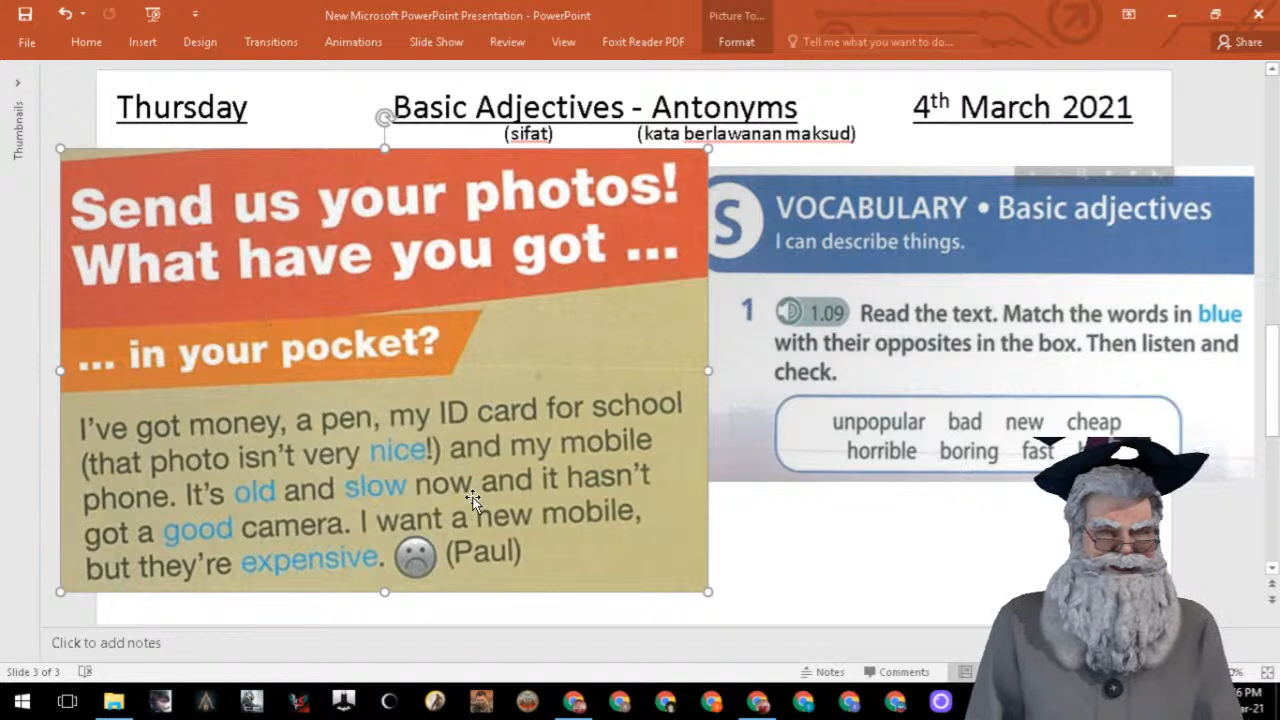 New Microsoft PowerPoint Presentation - PowerPoint
Picture To...
File Home Insert Design Transitions Animations Slide Show Review View Foxit Reader PDF Format Tell me what you want to do... Share
Thumbnails
Thursday Basic Adjectives - Antonyms 4th March 2021
(sifat) (kata berlawanan maksud)
Send us your photos!
What have you got ...
... in your pocket?
I've got money, a pen, my ID card for school
(that photo isn't very nice!) and my mobile
phone. It's old and slow now and it hasn't
got a good camera. I want a new mobile,
but they're expensive. (Paul)
S VOCABULARY • Basic adjectives
I can describe things.
1 1.09 Read the text. Match the words in blue
with their opposites in the box. Then listen and
check.
unpopular bad new cheap
horrible boring fast
Click to add notes
Slide 3 of 3 Notes Comments